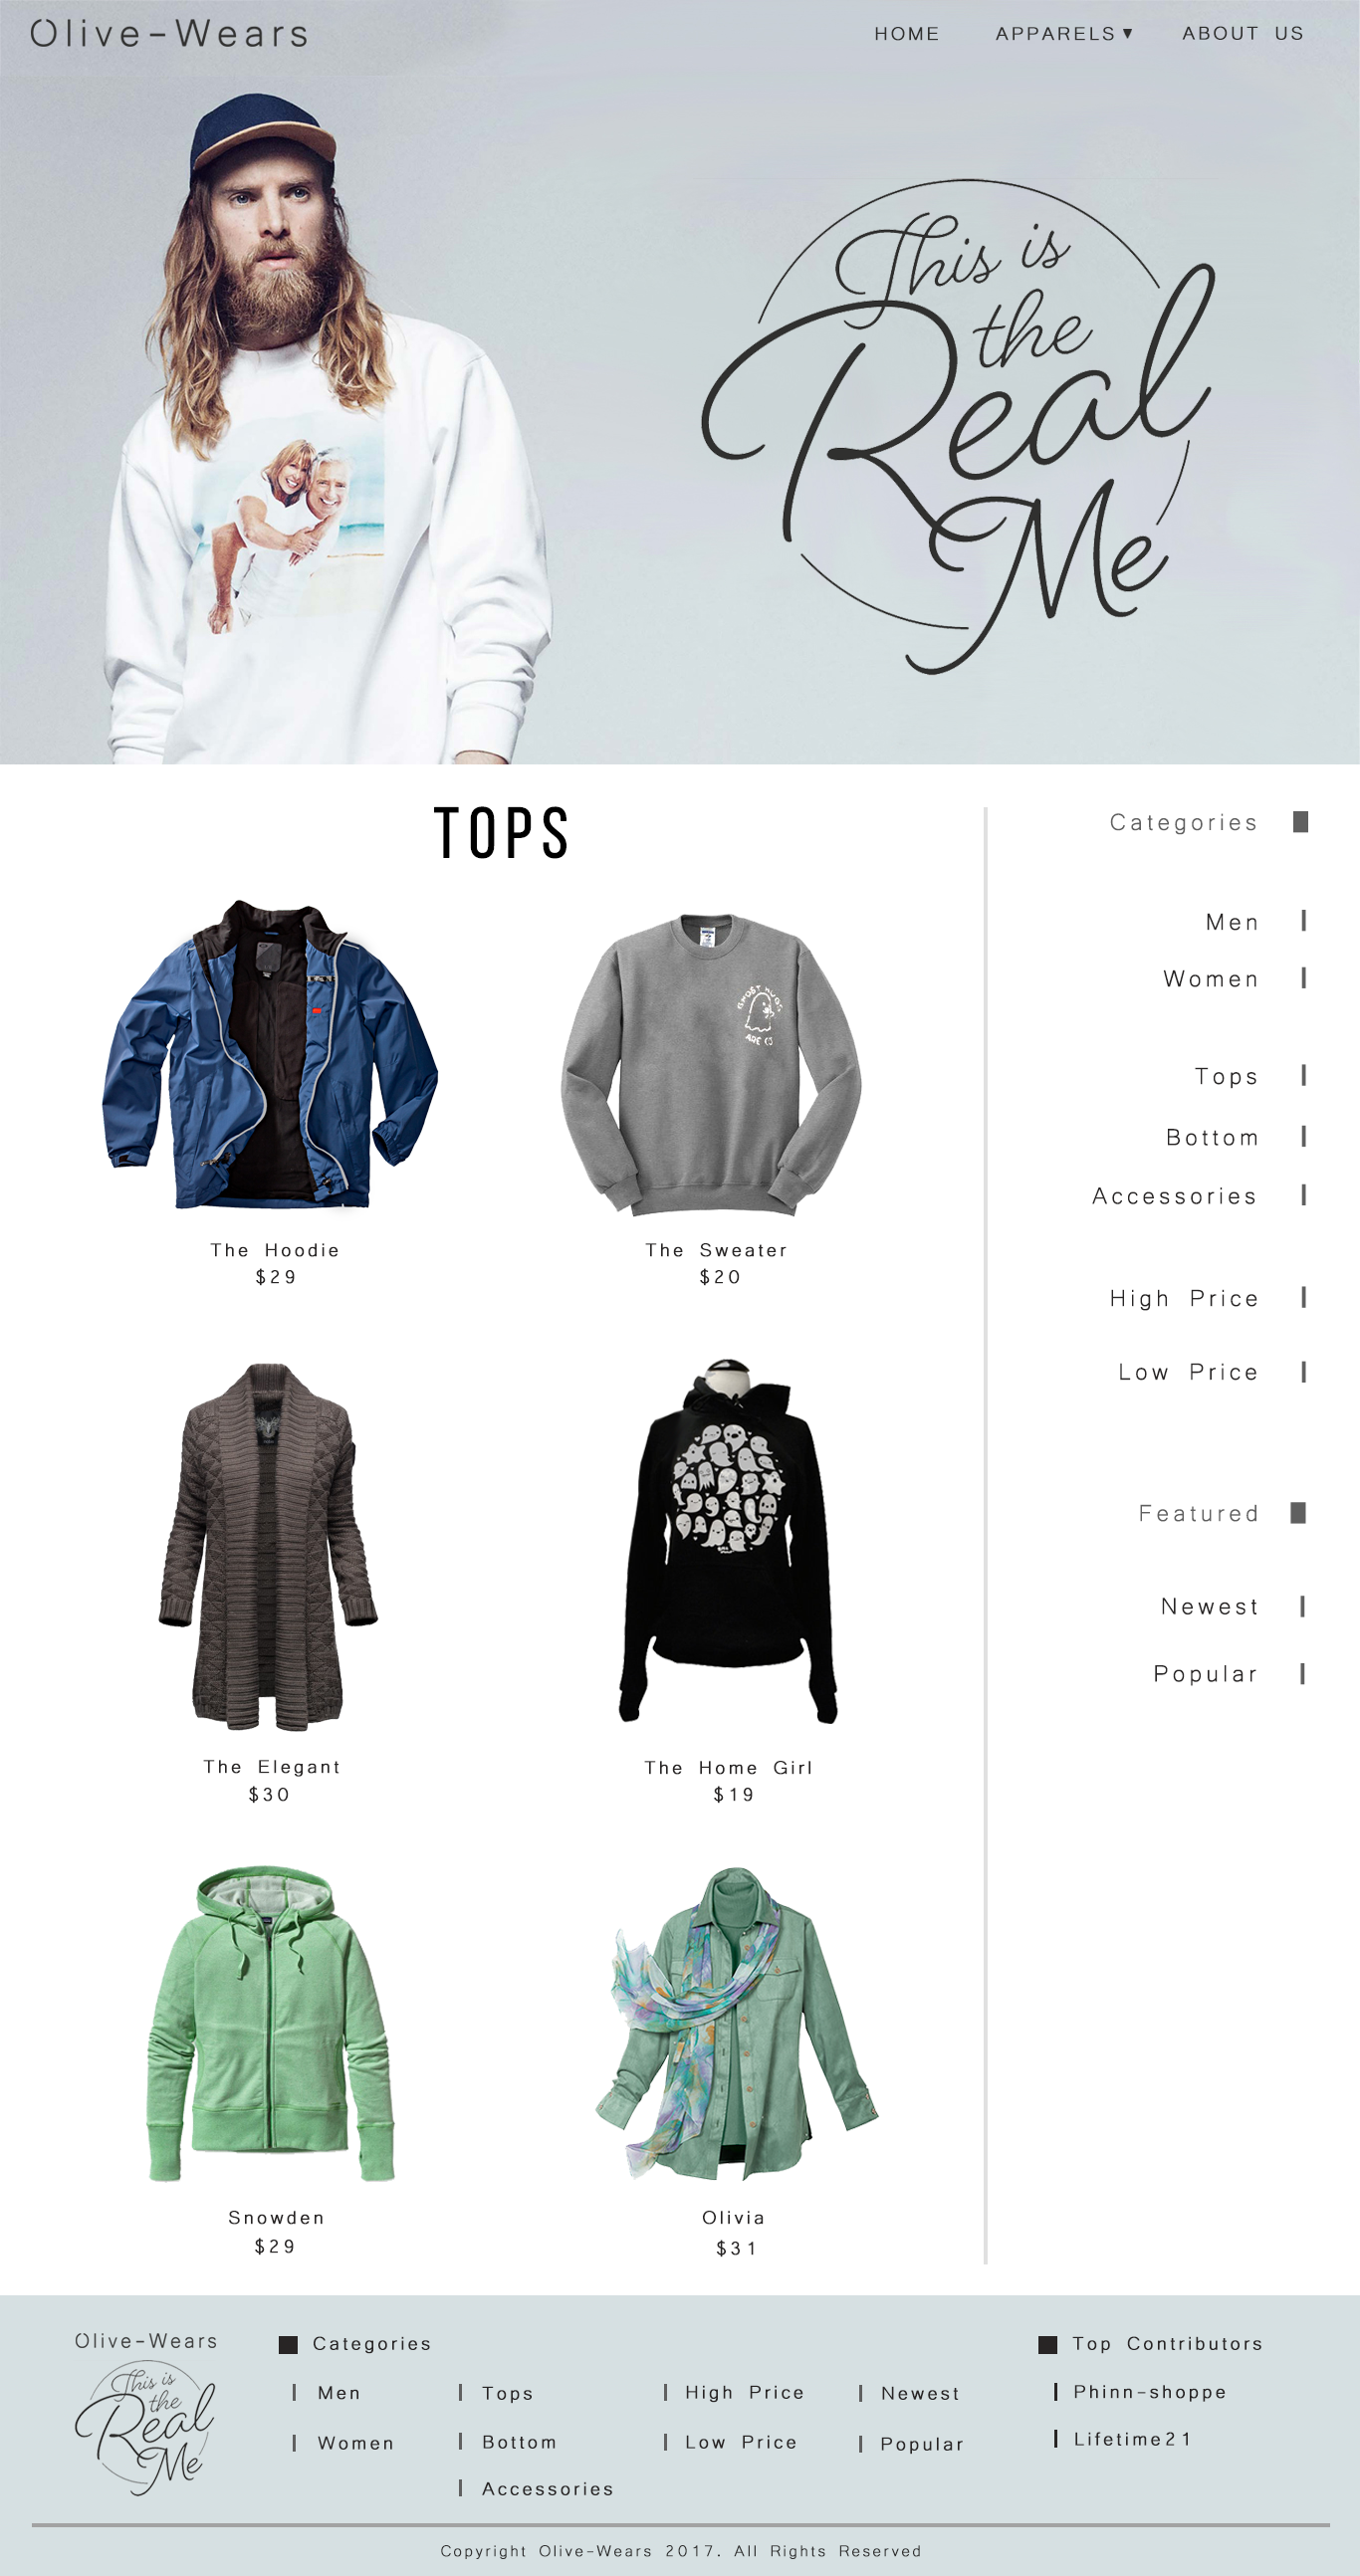 Olive-Wears
HOME APPARELS▼ ABOUT US
This is
the
Real
Me
TOPS
GHOST HUGS
The Hoodie
$29
The Sweater
$20
The Elegant
$30
The Home Girl
$19
Snowden
$29
Olivia
$31
Categories
Men
Women
Tops
Bottom
Accessories
High Price
Low Price
Featured
Newest
Popular
Olive-Wears
This is
the
Real
Me
Categories
Men
Women
Tops
Bottom
Accessories
High Price
Low Price
Newest
Popular
Top Contributors
Phinn-shoppe
Lifetime21
Copyright Olive-Wears 2017. All Rights Reserved